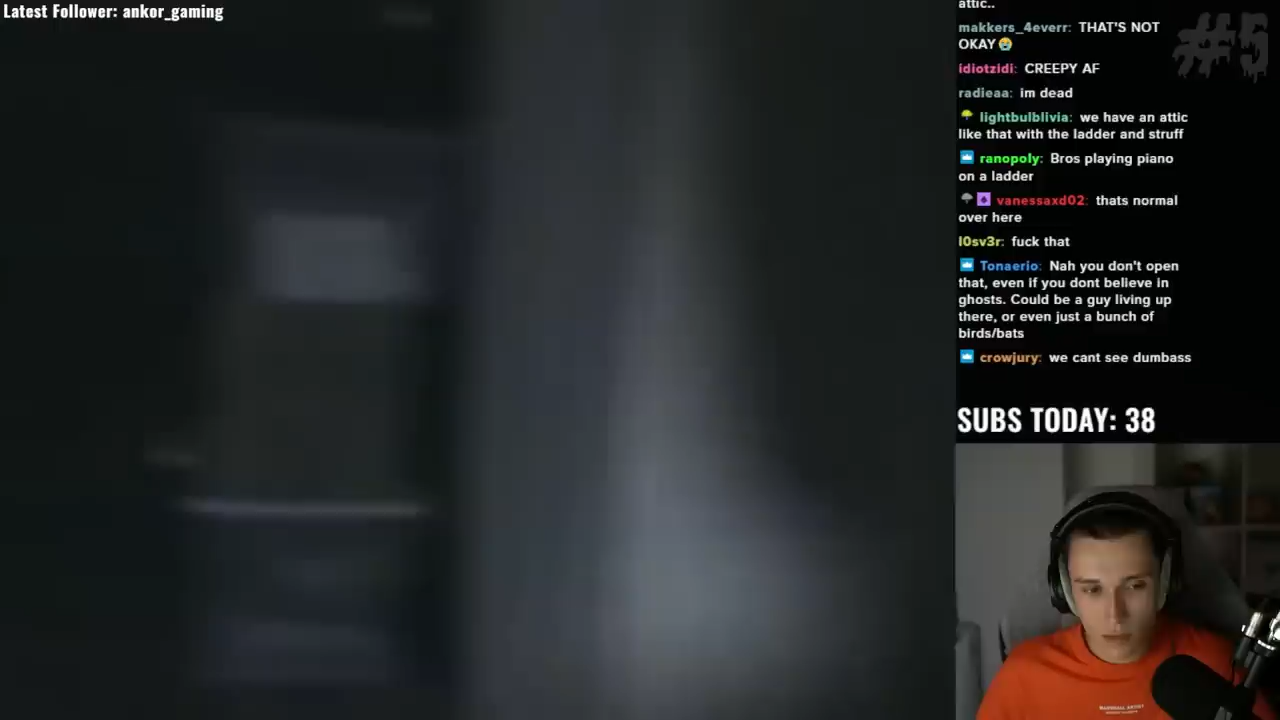 Latest Follower: ankor_gaming
attic..
#5
makkers_4everr: THAT'S NOT
OKAY😭
idiotzidi: CREEPY AF
radieaa: im dead
lightbulblivia: we have an attic
like that with the ladder and struff
ranopoly: Bros playing piano
on a ladder
vanessaxd02: thats normal
over here
l0sv3r: fuck that
Tonaerio: Nah you don't open
that, even if you dont believe in
ghosts. Could be a guy living up
there, or even just a bunch of
birds/bats
crowjury: we cant see dumbass
SUBS TODAY: 38